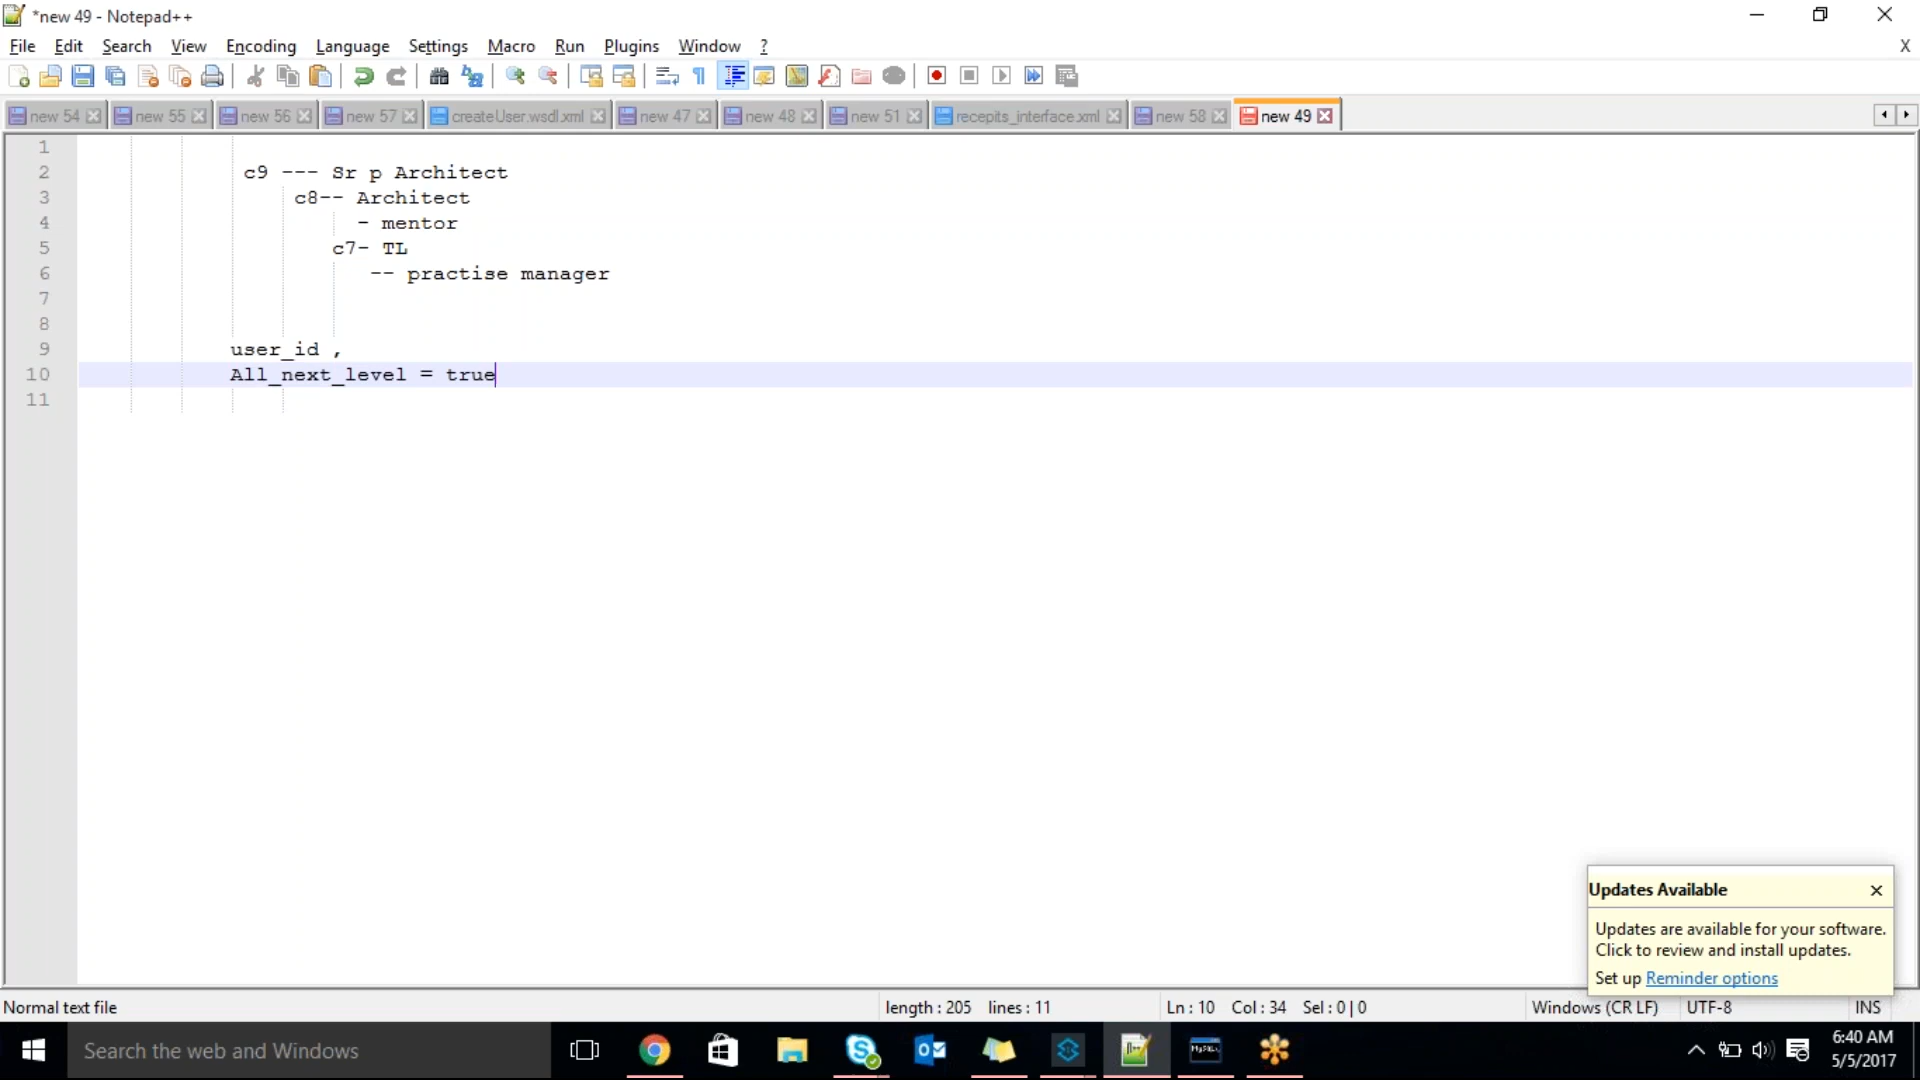 *new 49 - Notepad++
File Edit Search View Encoding Language Settings Macro Run Plugins Window ? X
new 54 new 55 new 56 new 57 createUser.wsdl.xml new 47 new 48 new 51 recepits_interface.xml new 58 new 49
1
2 c9 --- Sr p Architect
3 c8-- Architect
4 - mentor
5 c7- TL
6 -- practise manager
7
8
9 user_id ,
10 All_next_level = true
11
Updates Available
Updates are available for your software.
Click to review and install updates.
Set up Reminder options
Normal text file length : 205 lines : 11 Ln : 10 Col : 34 Sel : 0 | 0 Windows (CR LF) UTF-8 INS
Search the web and Windows
6:40 AM
5/5/2017